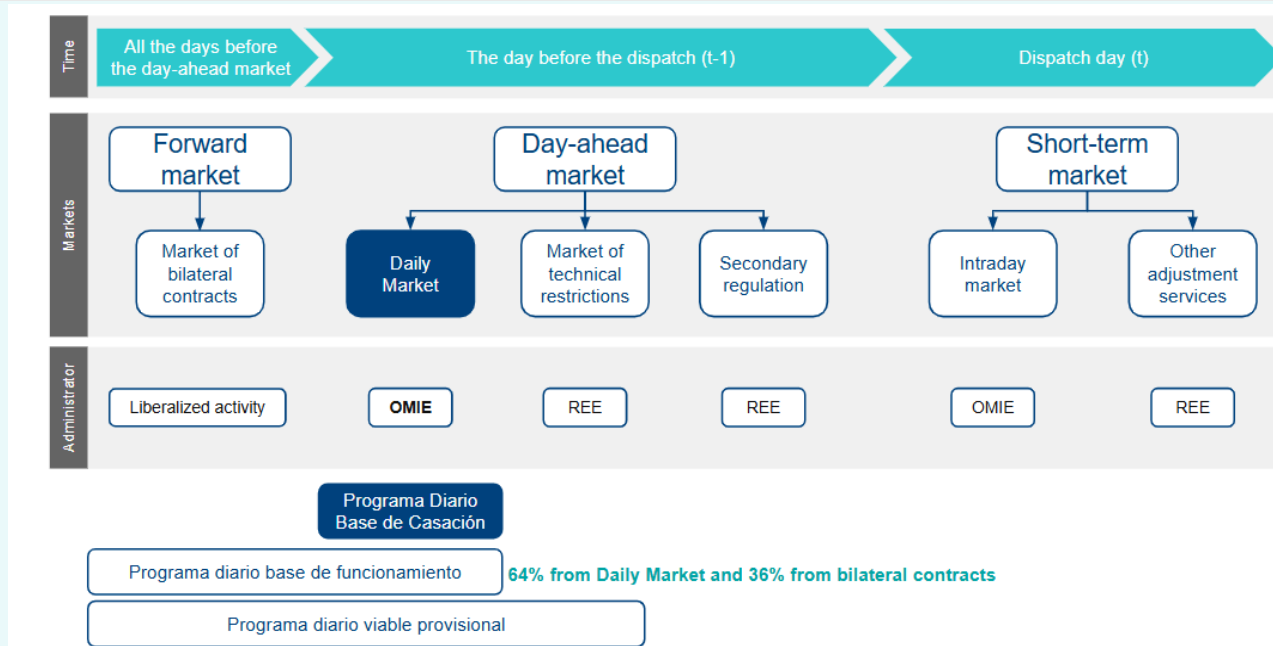 Time
All the days before
the day-ahead market
The day before the dispatch (t-1)
Dispatch day (t)
Markets
Forward
market
Day-ahead
market
Short-term
market
Market of
bilateral
contracts
Daily
Market
Market of
technical
restrictions
Secondary
regulation
Intraday
market
Other
adjustment
services
Administrator
Liberalized activity
OMIE
REE
REE
OMIE
REE
Programa Diario
Base de Casación
Programa diario base de funcionamiento
64% from Daily Market and 36% from bilateral contracts
Programa diario viable provisional